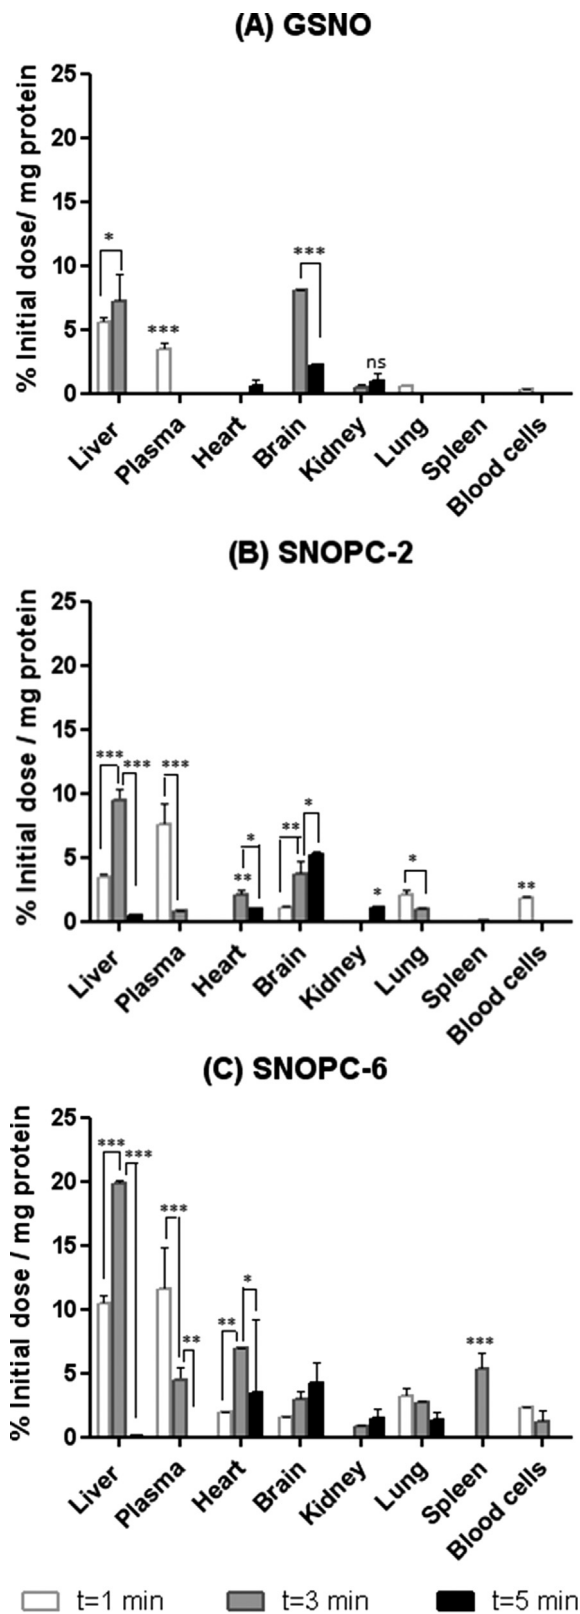 (A) GSNO
% Initial dose/ mg protein
25
20
15
10
5
0
*
***
***
ns
Liver
Plasma
Heart
Brain
Kidney
Lung
Spleen
Blood cells
(B) SNOPC-2
% Initial dose / mg protein
25
20
15
10
5
0
***
***
***
**
*
**
*
*
*
**
Liver
Plasma
Heart
Brain
Kidney
Lung
Spleen
Blood cells
(C) SNOPC-6
% Initial dose / mg protein
25
20
15
10
5
0
***
***
***
**
**
*
***
Liver
Plasma
Heart
Brain
Kidney
Lung
Spleen
Blood cells
t=1 min t=3 min t=5 min